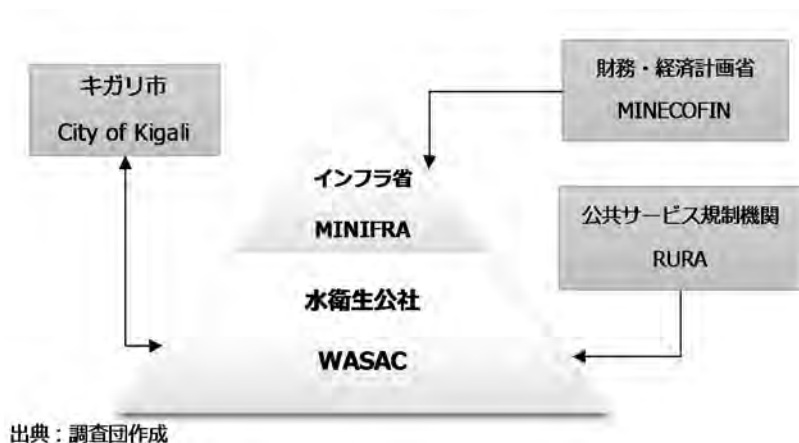 キガリ市
City of Kigali
財務・経済計画省
MINECOFIN
インフラ省
MINIFRA
公共サービス規制機関
RURA
水衛生公社
WASAC
出典：調査団作成